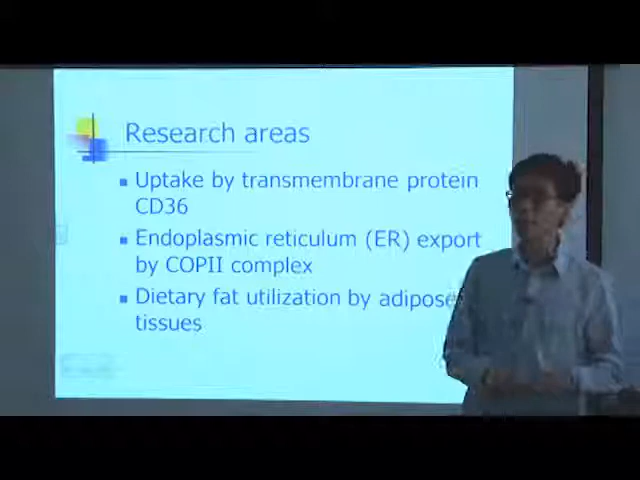 Research areas
Uptake by transmembrane protein
CD36
Endoplasmic reticulum (ER) export
by COPII complex
Dietary fat utilization by adipose
tissues